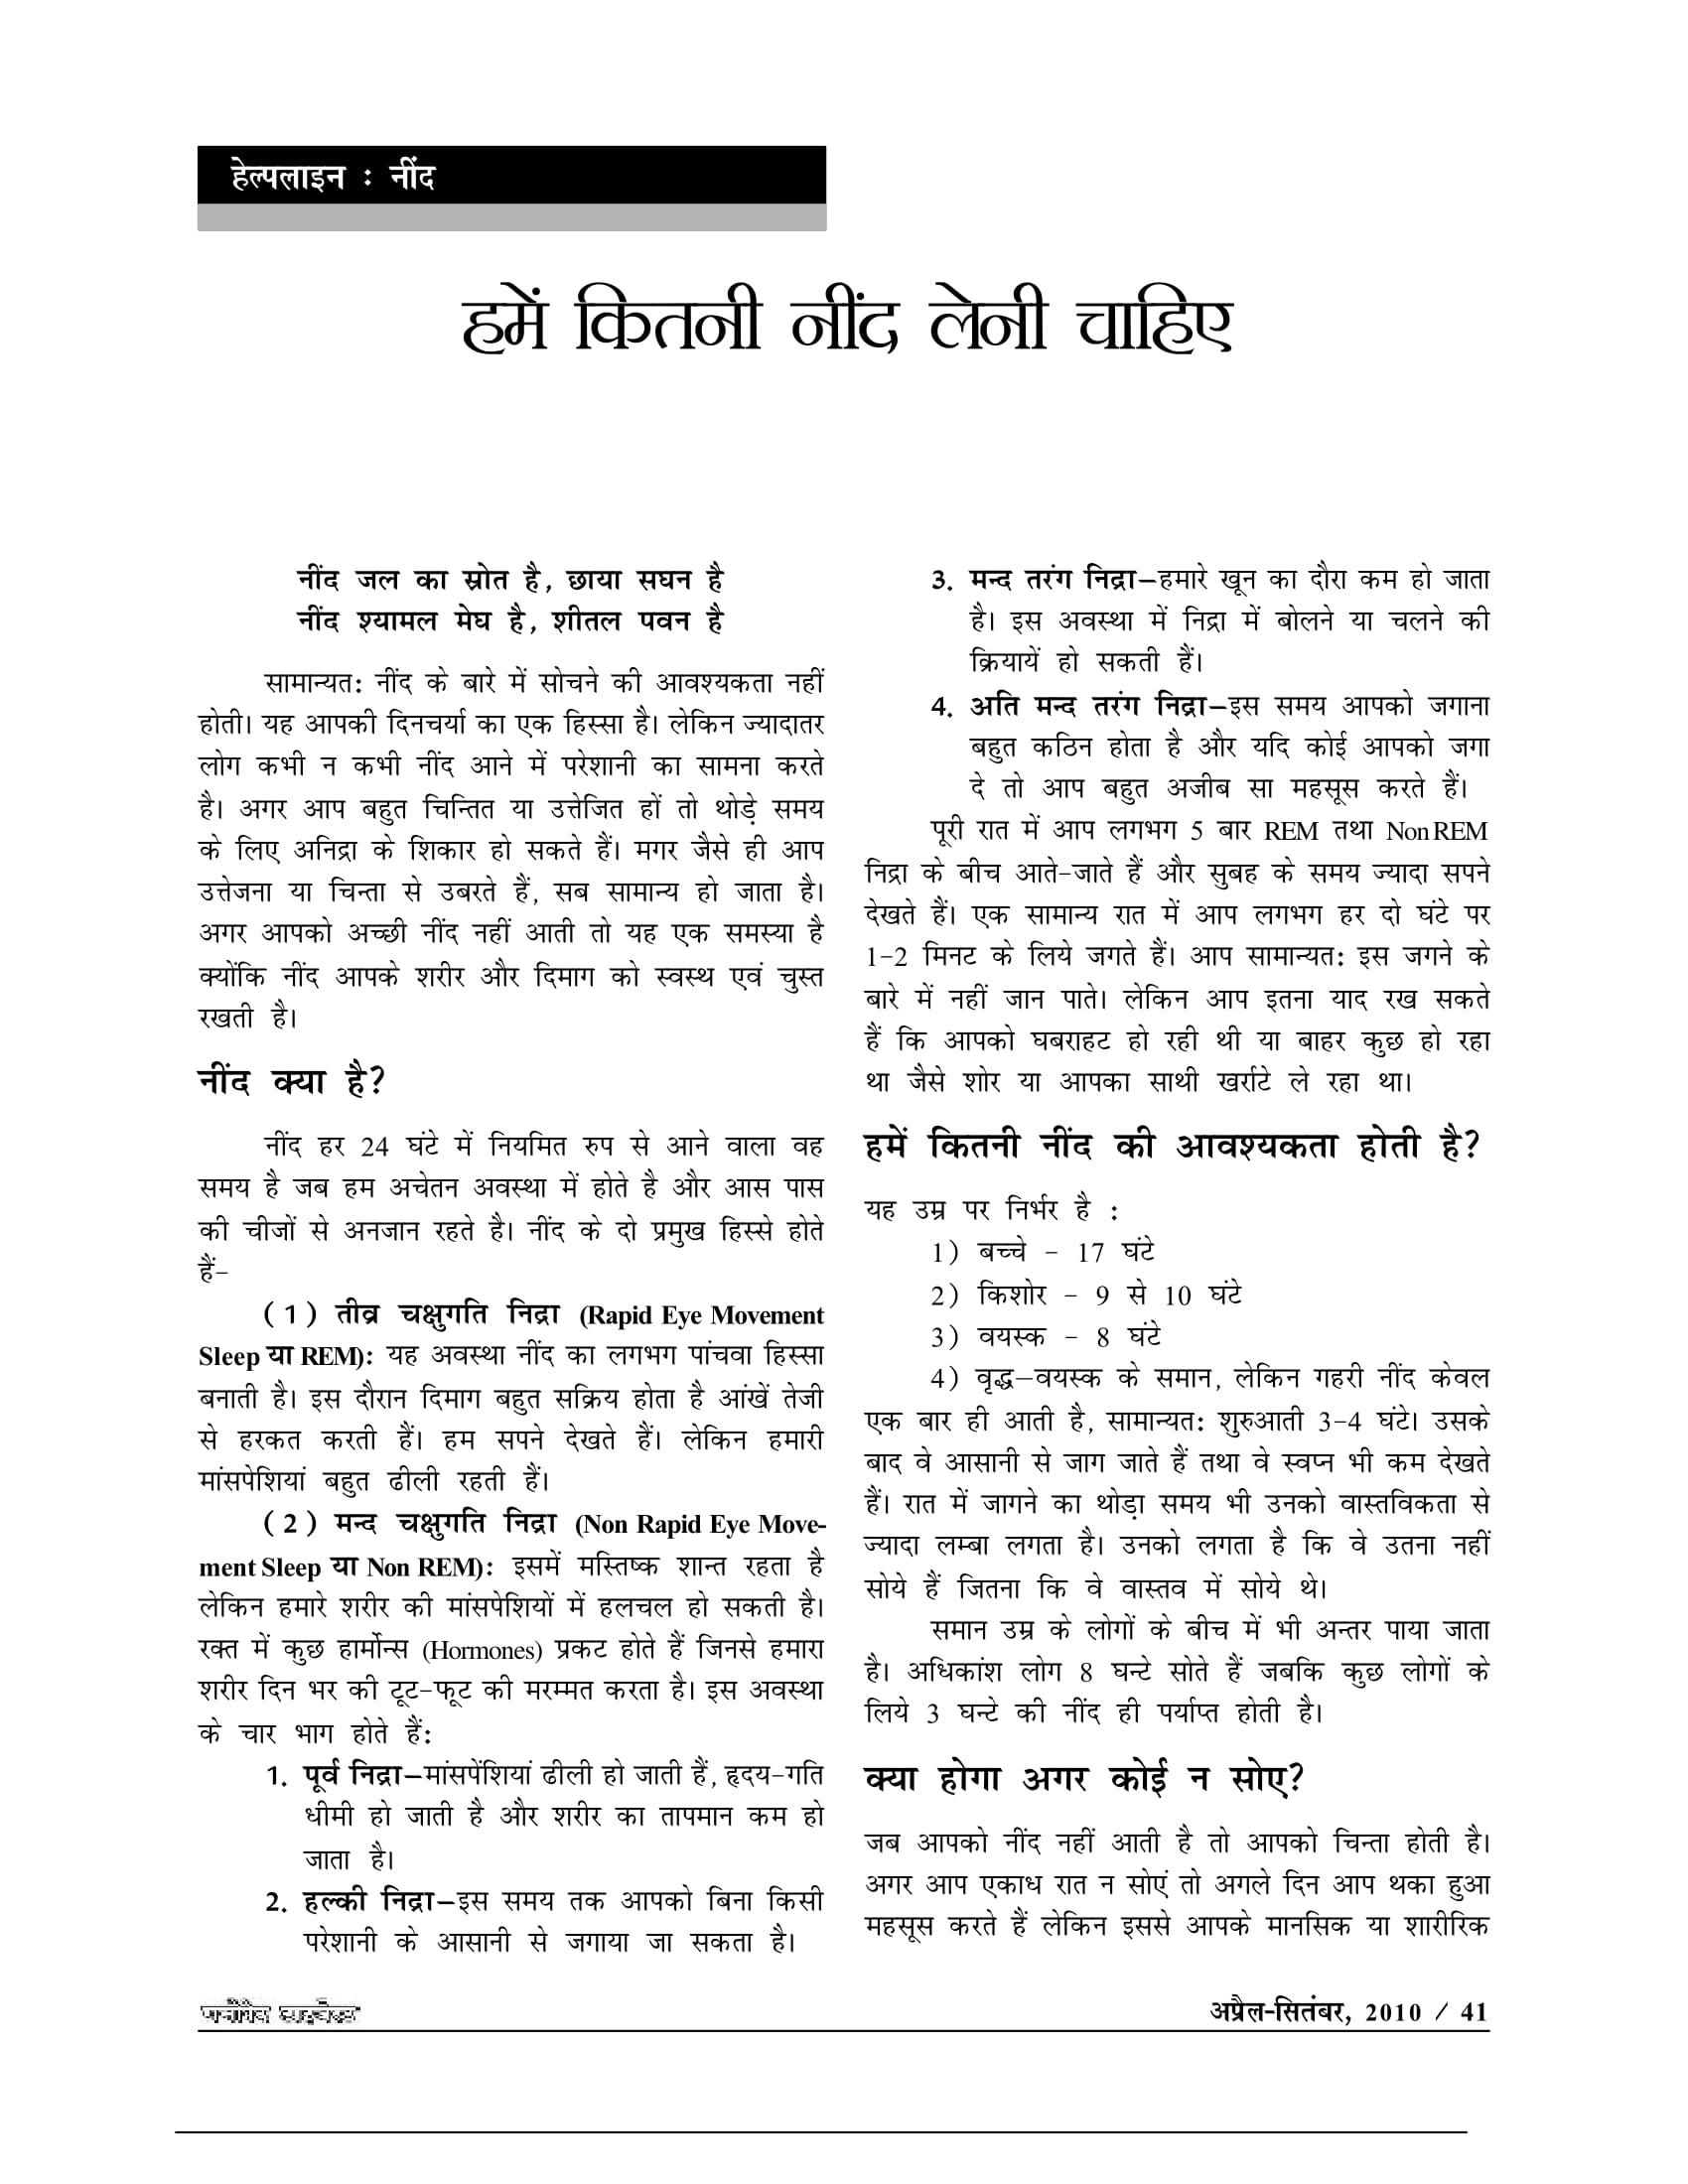 हेल्पलाइन : नींद
हमें कितनी नींद लेनी चाहिए
नींद जल का स्रोत है, छाया सघन है
नींद श्यामल मेघ है, शीतल पवन है
सामान्यत: नींद के बारे में सोचने की आवश्यकता नहीं
होती। यह आपकी दिनचर्या का एक हिस्सा है। लेकिन ज्यादातर
लोग कभी न कभी नींद आने में परेशानी का सामना करते
है। अगर आप बहुत चिन्तित या उत्तेजित हों तो थोड़े समय
के लिए अनिद्रा के शिकार हो सकते हैं। मगर जैसे ही आप
उत्तेजना या चिन्ता से उबरते हैं, सब सामान्य हो जाता है।
अगर आपको अच्छी नींद नहीं आती तो यह एक समस्या है
क्योंकि नींद आपके शरीर और दिमाग को स्वस्थ एवं चुस्त
रखती है।
नींद क्या है?
नींद हर 24 घंटे में नियमित रुप से आने वाला वह
समय है जब हम अचेतन अवस्था में होते है और आस पास
की चीजों से अनजान रहते है। नींद के दो प्रमुख हिस्से होते
हैं-
(1) तीव्र चक्षुगति निद्रा (Rapid Eye Movement
Sleep या REM): यह अवस्था नींद का लगभग पांचवा हिस्सा
बनाती है। इस दौरान दिमाग बहुत सक्रिय होता है आंखें तेजी
से हरकत करती हैं। हम सपने देखते हैं। लेकिन हमारी
मांसपेशियां बहुत ढीली रहती हैं।
(2) मन्द चक्षुगति निद्रा (Non Rapid Eye Move-
ment Sleep या Non REM): इसमें मस्तिष्क शान्त रहता है
लेकिन हमारे शरीर की मांसपेशियों में हलचल हो सकती है।
रक्त में कुछ हार्मोन्स (Hormones) प्रकट होते हैं जिनसे हमारा
शरीर दिन भर की टूट-फूट की मरम्मत करता है। इस अवस्था
के चार भाग होते हैं:
1. पूर्व निद्रा–मांसपेंशियां ढीली हो जाती हैं, हृदय-गति
धीमी हो जाती है और शरीर का तापमान कम हो
जाता है।
2. हल्की निद्रा–इस समय तक आपको बिना किसी
परेशानी के आसानी से जगाया जा सकता है।
3. मन्द तरंग निद्रा–हमारे खून का दौरा कम हो जाता
है। इस अवस्था में निद्रा में बोलने या चलने की
क्रियायें हो सकती हैं।
4. अति मन्द तरंग निद्रा–इस समय आपको जगाना
बहुत कठिन होता है और यदि कोई आपको जगा
दे तो आप बहुत अजीब सा महसूस करते हैं।
पूरी रात में आप लगभग 5 बार REM तथा Non REM
निद्रा के बीच आते-जाते हैं और सुबह के समय ज्यादा सपने
देखते हैं। एक सामान्य रात में आप लगभग हर दो घंटे पर
1-2 मिनट के लिये जगते हैं। आप सामान्यत: इस जगने के
बारे में नहीं जान पाते। लेकिन आप इतना याद रख सकते
हैं कि आपको घबराहट हो रही थी या बाहर कुछ हो रहा
था जैसे शोर या आपका साथी खर्राटे ले रहा था।
हमें कितनी नींद की आवश्यकता होती है?
यह उम्र पर निर्भर है :
1) बच्चे - 17 घंटे
2) किशोर - 9 से 10 घंटे
3) वयस्क - 8 घंटे
4) वृद्ध–वयस्क के समान, लेकिन गहरी नींद केवल
एक बार ही आती है, सामान्यत: शुरुआती 3-4 घंटे। उसके
बाद वे आसानी से जाग जाते हैं तथा वे स्वप्न भी कम देखते
हैं। रात में जागने का थोड़ा समय भी उनको वास्तविकता से
ज्यादा लम्बा लगता है। उनको लगता है कि वे उतना नहीं
सोये हैं जितना कि वे वास्तव में सोये थे।
समान उम्र के लोगों के बीच में भी अन्तर पाया जाता
है। अधिकांश लोग 8 घन्टे सोते हैं जबकि कुछ लोगों के
लिये 3 घन्टे की नींद ही पर्याप्त होती है।
क्या होगा अगर कोई न सोए?
जब आपको नींद नहीं आती है तो आपको चिन्ता होती है।
अगर आप एकाध रात न सोएं तो अगले दिन आप थका हुआ
महसूस करते हैं लेकिन इससे आपके मानसिक या शारीरिक
अप्रैल-सितंबर, 2010 / 41